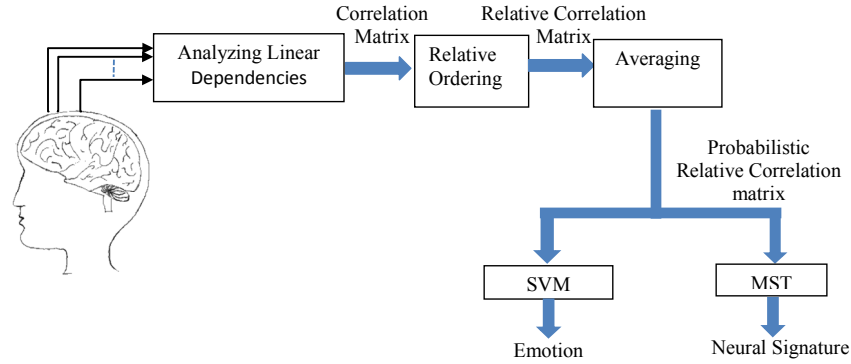 Correlation
Matrix
Relative Correlation
Matrix
Analyzing Linear
Dependencies
Relative
Ordering
Averaging
Probabilistic
Relative Correlation
matrix
SVM
MST
Emotion
Neural Signature